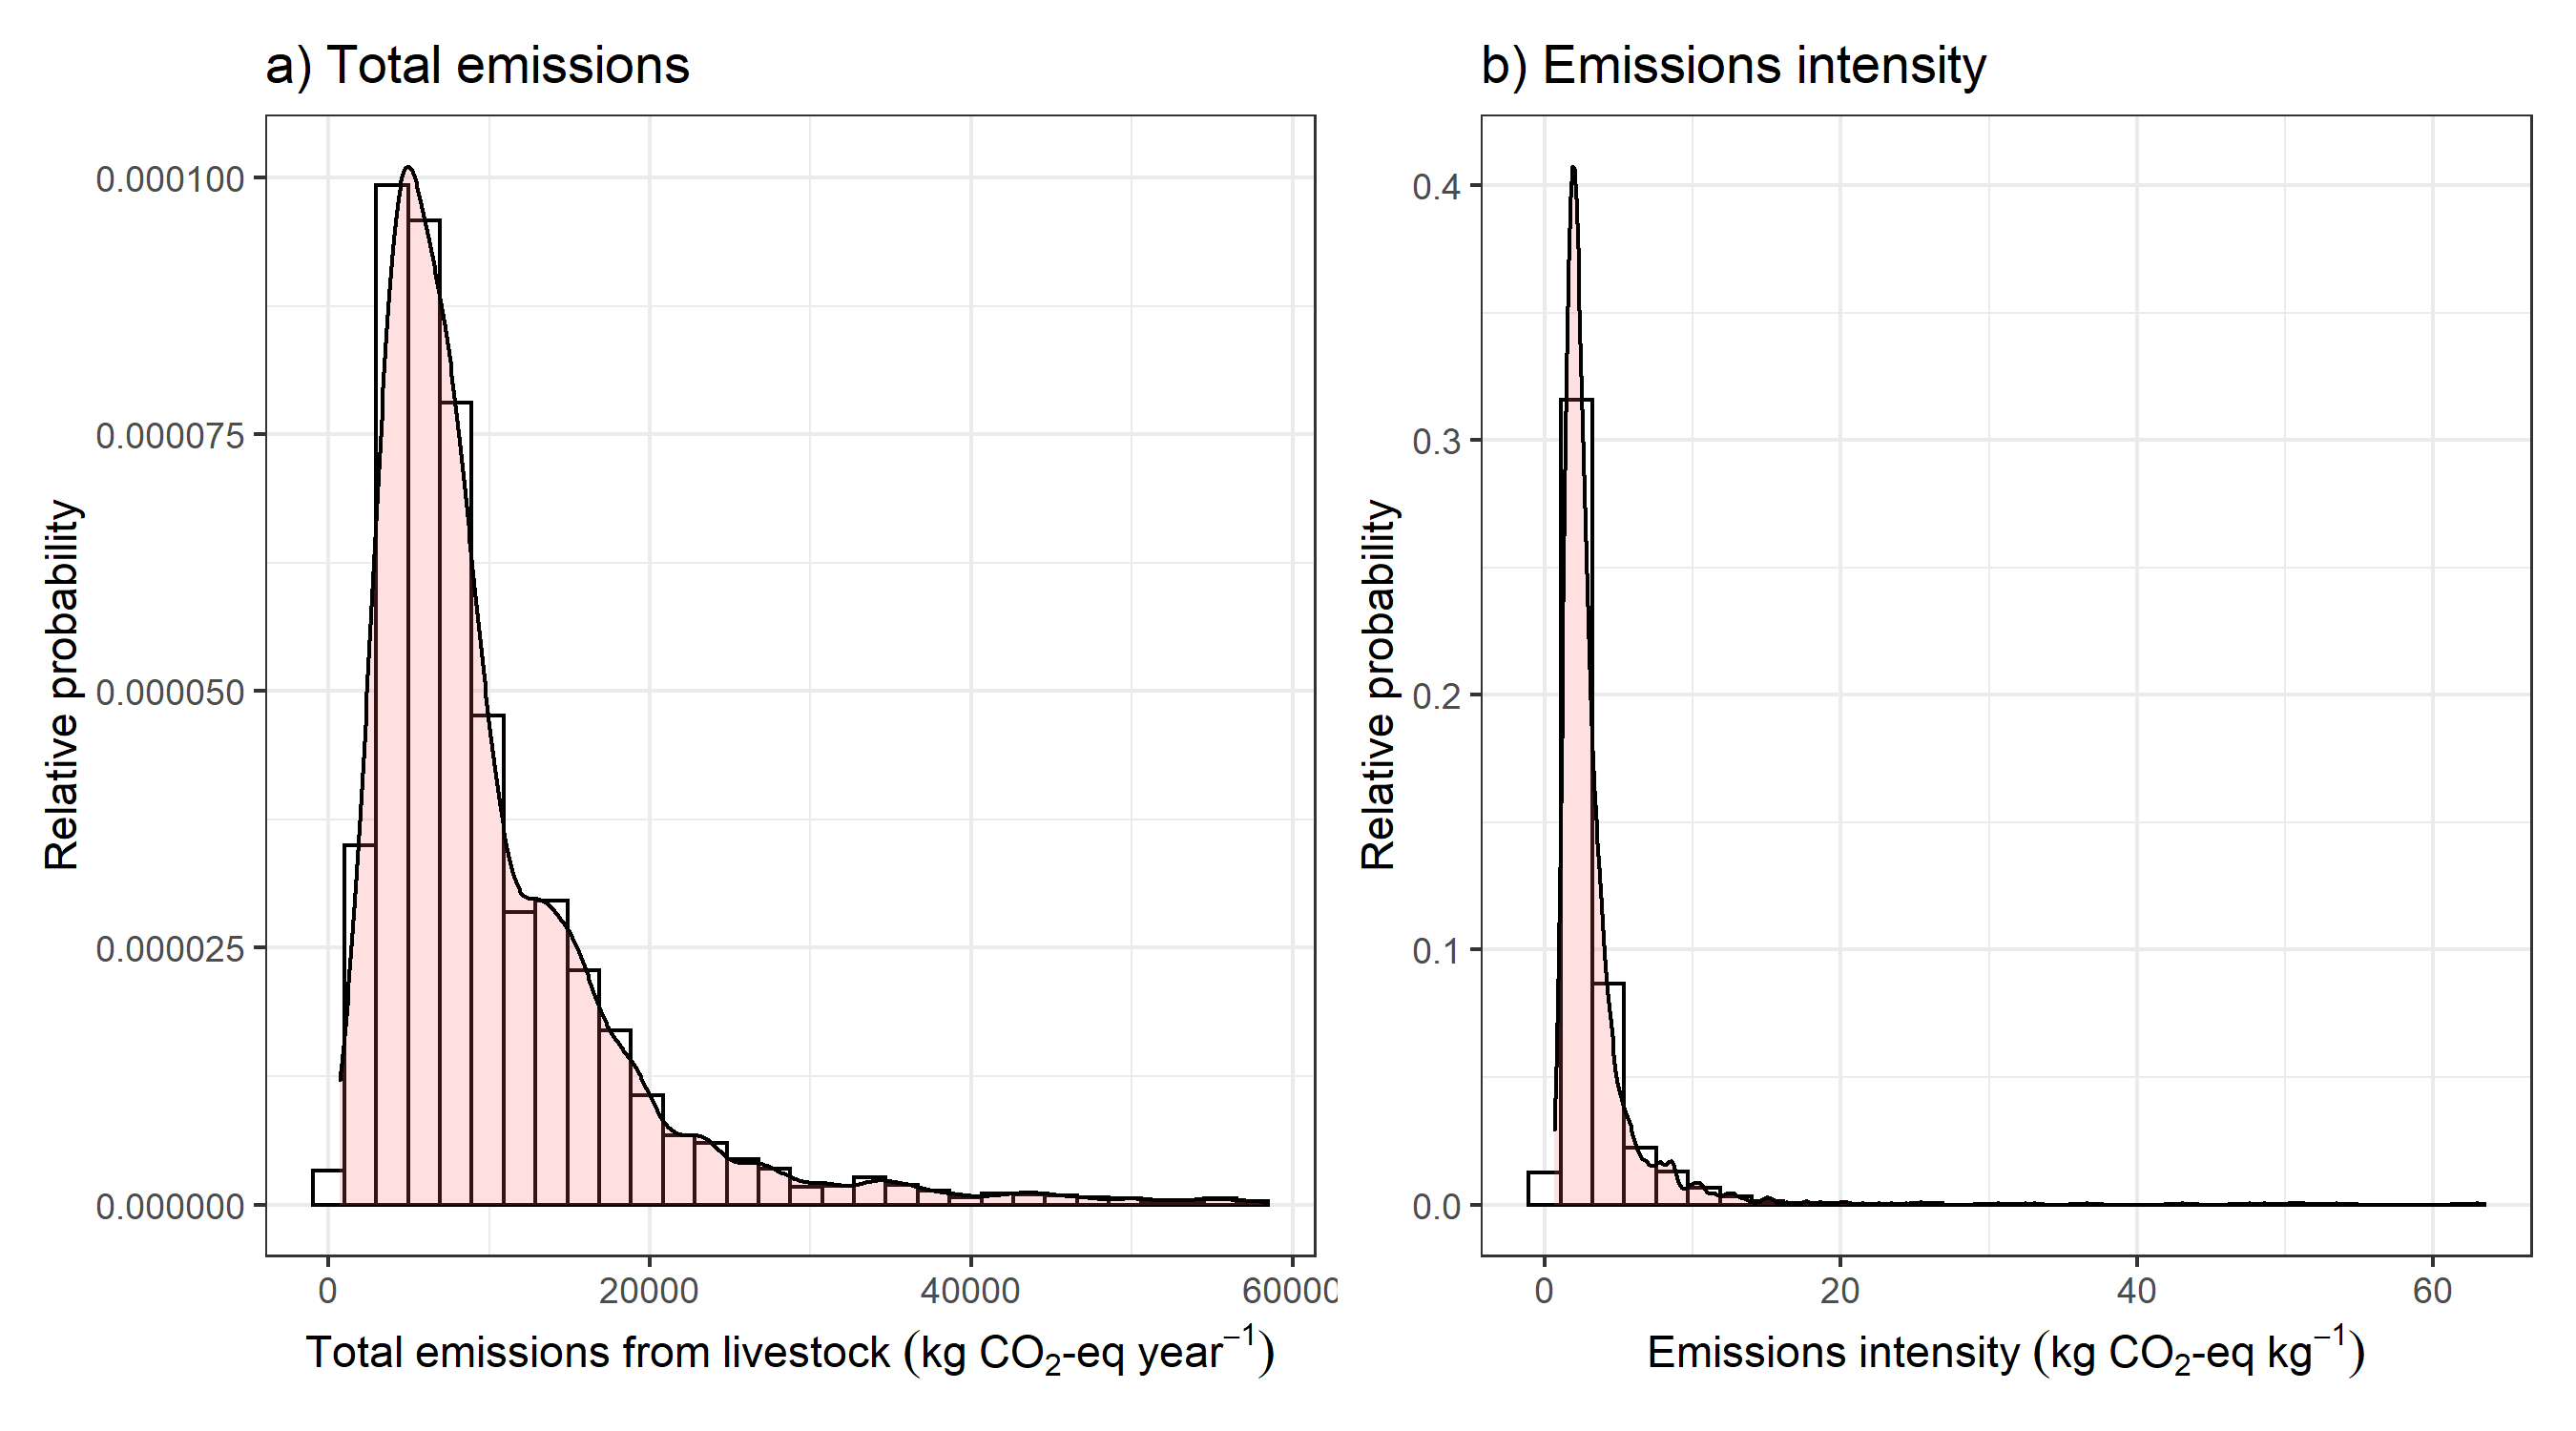 a) Total emissions
Relative probability
0.000100
0.000075
0.000050
0.000025
0.000000
0 20000 40000 60000
Total emissions from livestock (kg CO₂-eq year⁻¹)
b) Emissions intensity
Relative probability
0.4
0.3
0.2
0.1
0.0
0 20 40 60
Emissions intensity (kg CO₂-eq kg⁻¹)